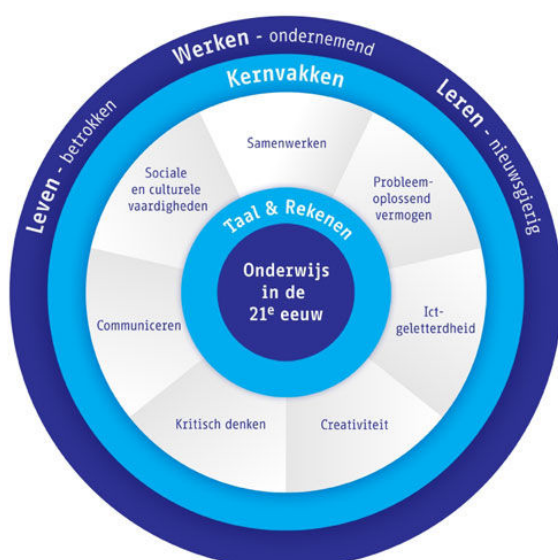 Werken - ondernemend
Leven - betrokken
Leren - nieuwsgierig
Kernvakken
Samenwerken
Probleem-
oplossend
vermogen
Ict-
geletterdheid
Creativiteit
Kritisch denken
Communiceren
Sociale
en culturele
vaardigheden
Taal & Rekenen
Onderwijs
in de
21e eeuw